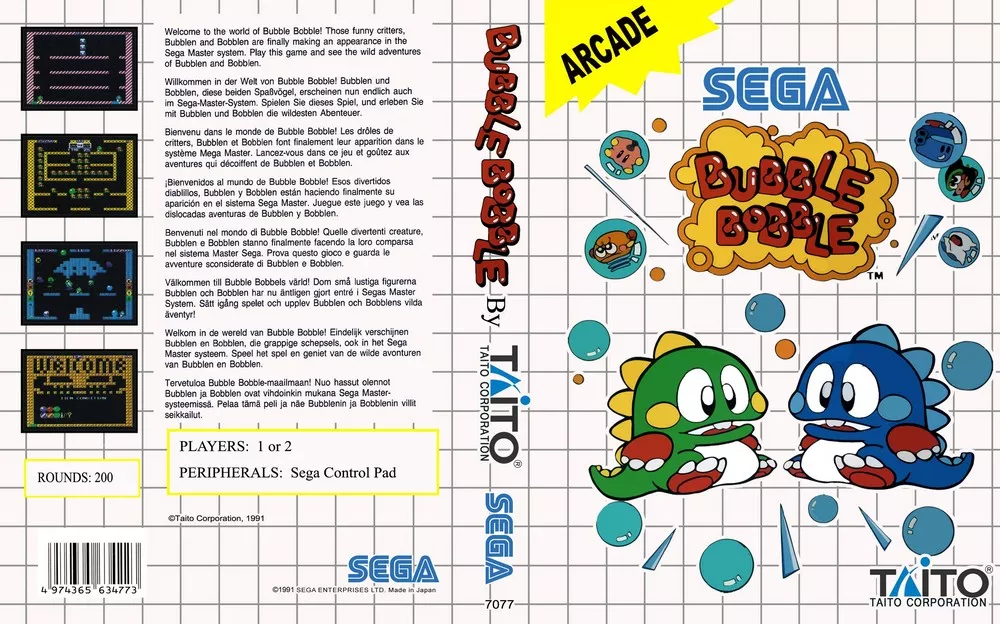 Welcome to the world of Bubble Bobble! Those funny critters,
Bubblen and Bobblen are finally making an appearance in the
Sega Master system. Play this game and see the wild adventures
of Bubblen and Bobblen.
Willkommen in der Welt von Bubble Bobble! Bubblen und
Bobblen, diese beiden Spaßvögel, erscheinen nun endlich auch
im Sega-Master-System. Spielen Sie dieses Spiel, und erleben Sie
mit Bubblen und Bobblen die wildesten Abenteuer.
Bienvenu dans le monde de Bubble Bobble! Les drôles de
critters, Bubblen et Bobblen font finalement leur apparition dans le
système Mega Master. Lancez-vous dans ce jeu et goûtez aux
aventures qui décoiffent de Bubblen et Bobblen.
¡Bienvenidos al mundo de Bubble Bobble! Esos divertidos
diablillos, Bubblen y Bobblen están haciendo finalmente su
aparición en el sistema Sega Master. Juegue este juego y vea las
dislocadas aventuras de Bubblen y Bobblen.
Benvenuti nel mondo di Bubble Bobble! Quelle divertenti creature,
Bubblen e Bobblen stanno finalmente facendo la loro comparsa
nel sistema Master Sega. Prova questo gioco e guarda le
avventure sconsiderate di Bubblen e Bobblen.
Välkommen till Bubble Bobbels värld! Dom små lustiga figurerna
Bubblen och Bobblen har nu äntligen gjort entré i Segas Master
System. Sätt igång spelet och upplev Bubblen och Bobblens vilda
äventyr!
Welkom in de wereld van Bubble Bobble! Eindelijk verschijnen
Bubblen en Bobblen, die grappige schepsels, ook in het Sega
Master systeem. Speel het spel en geniet van de wilde avonturen
van Bubblen en Bobblen.
Tervetuloa Bubble Bobble-maailmaan! Nuo hassut olennot
Bubblen ja Bobblen ovat vihdoinkin mukana Sega Master-
systeemissä. Pelaa tämä peli ja näe Bubblenin ja Bobblenin villit
seikkailut.
WELCOME
ROUNDS: 200
PLAYERS: 1 or 2
PERIPHERALS: Sega Control Pad
©Taito Corporation, 1991
4 974365 634773
SEGA
©1991 SEGA ENTERPRISES LTD. Made in Japan
BUBBLE BOBBLE
By
TAITO®
TAITO CORPORATION
SEGA
7077
ARCADE
SEGA
BUBBLE
BOBBLE
TM
TAITO®
TAITO CORPORATION